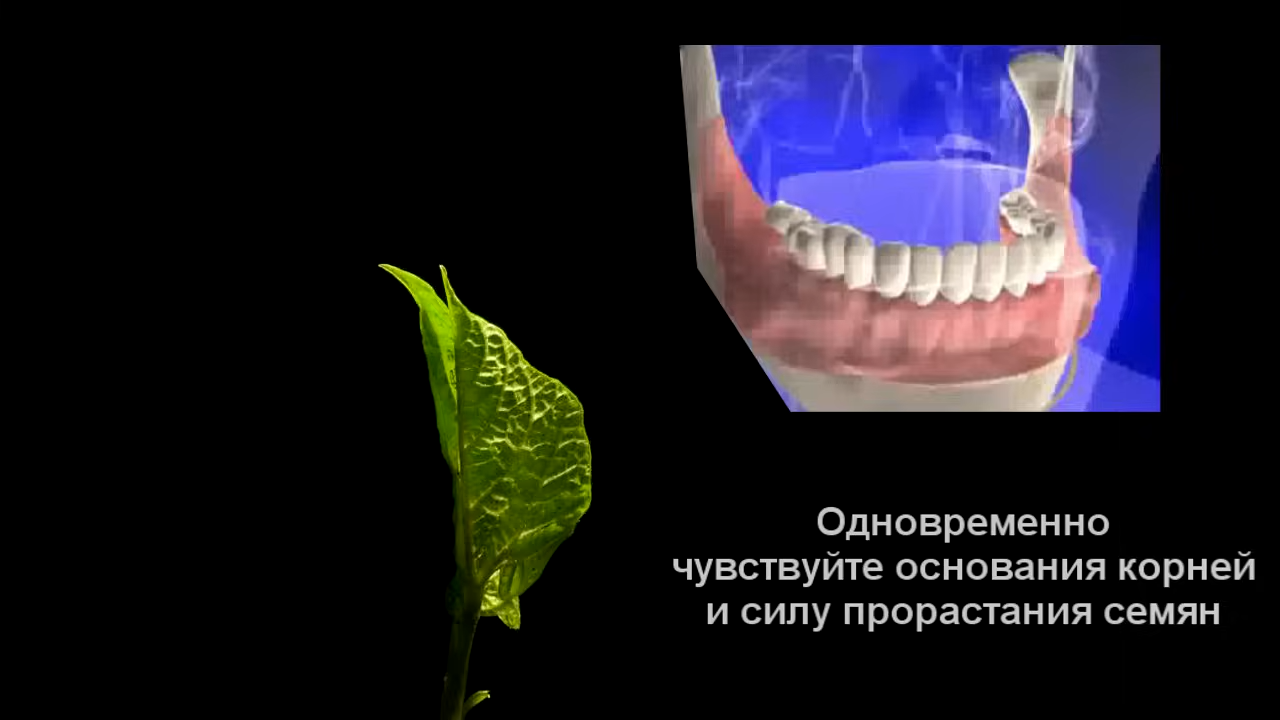 Одновременно
чувствуйте основания корней
и силу прорастания семян